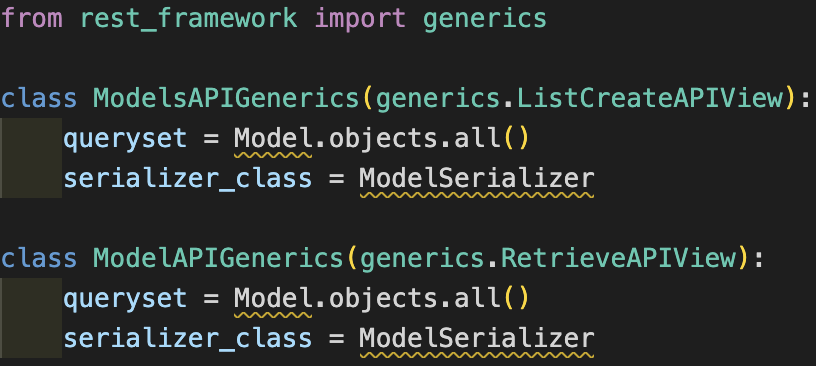 from rest_framework import generics
class ModelsAPIGenerics(generics.ListCreateAPIView):
    queryset = Model.objects.all()
    serializer_class = ModelSerializer
class ModelAPIGenerics(generics.RetrieveAPIView):
    queryset = Model.objects.all()
    serializer_class = ModelSerializer